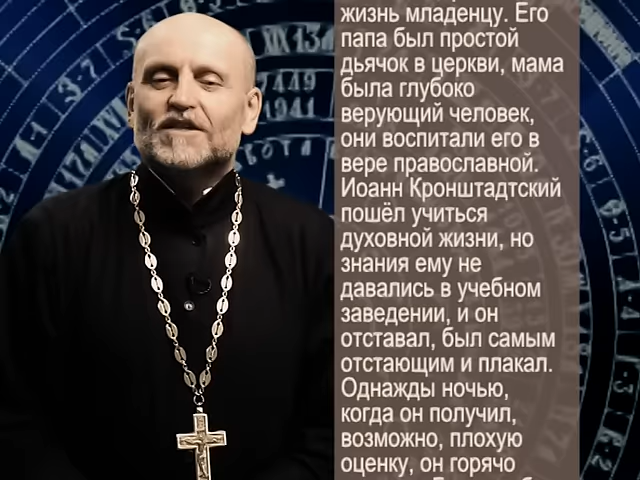 жизнь младенцу. Его
папа был простой
дьячок в церкви, мама
была глубоко
верующий человек,
они воспитали его в
вере православной.
Иоанн Кронштадтский
пошёл учиться
духовной жизни, но
знания ему не
давались в учебном
заведении, и он
отставал, был самым
отстающим и плакал.
Однажды ночью,
когда он получил,
возможно, плохую
оценку, он горячо